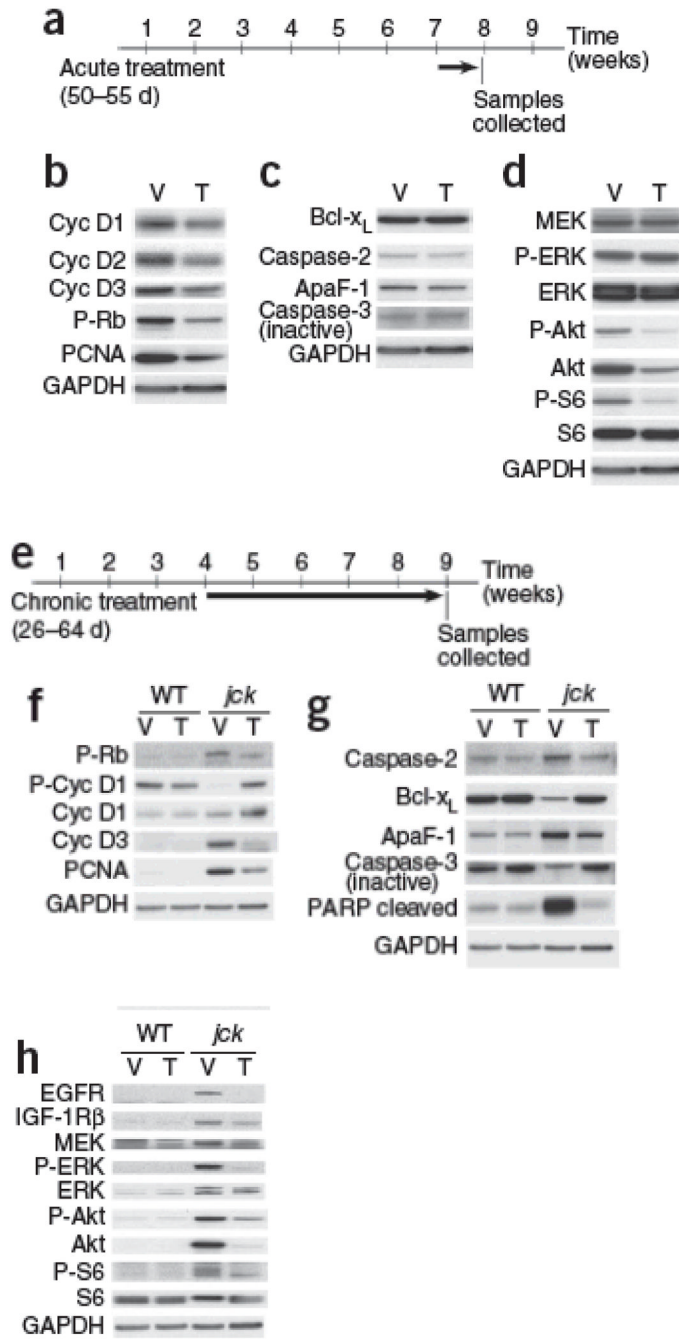 a
1 2 3 4 5 6 7 8 9 Time
(weeks)
Acute treatment
(50–55 d)
Samples
collected
b
V T
Cyc D1
Cyc D2
Cyc D3
P-Rb
PCNA
GAPDH
c
V T
Bcl-xL
Caspase-2
ApaF-1
Caspase-3
(inactive)
GAPDH
d
V T
MEK
P-ERK
ERK
P-Akt
Akt
P-S6
S6
GAPDH
e
1 2 3 4 5 6 7 8 9 Time
(weeks)
Chronic treatment
(26–64 d)
Samples
collected
f
WT jck
V T V T
P-Rb
P-Cyc D1
Cyc D1
Cyc D3
PCNA
GAPDH
g
WT jck
V T V T
Caspase-2
Bcl-xL
ApaF-1
Caspase-3
(inactive)
PARP cleaved
GAPDH
h
WT jck
V T V T
EGFR
IGF-1Rβ
MEK
P-ERK
ERK
P-Akt
Akt
P-S6
S6
GAPDH